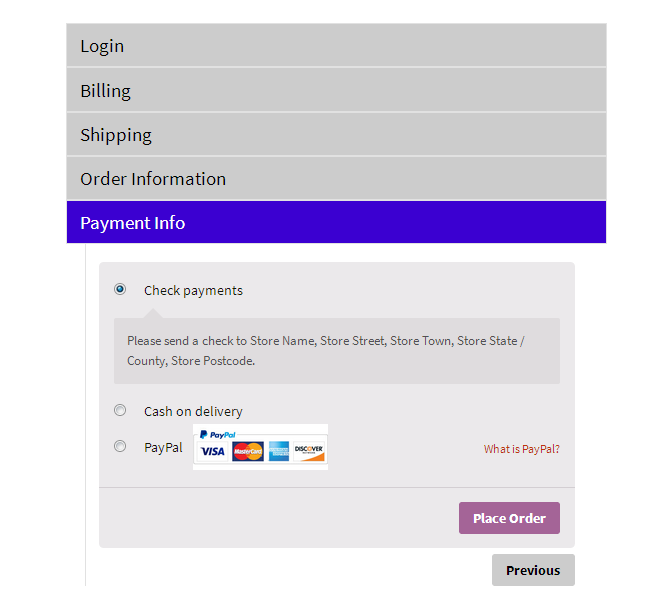 Login
Billing
Shipping
Order Information
Payment Info
Check payments
Please send a check to Store Name, Store Street, Store Town, Store State /
County, Store Postcode.
Cash on delivery
PayPal
PayPal
VISA MasterCard AMERICAN EXPRESS DISCOVER
What is PayPal?
Place Order
Previous